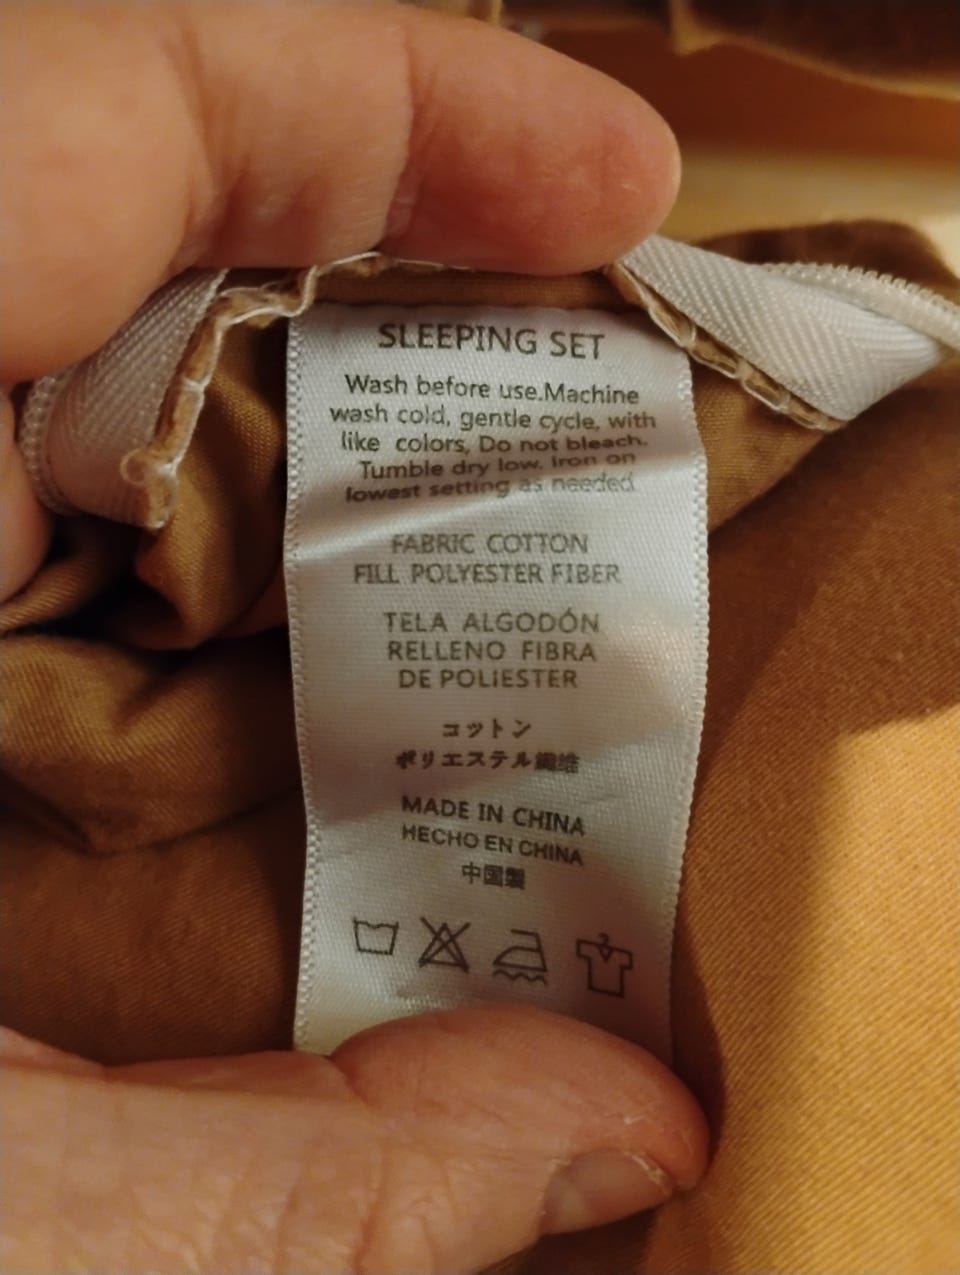 SLEEPING SET
Wash before use.Machine
wash cold, gentle cycle, with
like colors, Do not bleach.
Tumble dry low. Iron on
lowest setting as needed.
FABRIC COTTON
FILL POLYESTER FIBER
TELA ALGODÓN
RELLENO FIBRA
DE POLIESTER
コットン
ポリエステル繊维
MADE IN CHINA
HECHO EN CHINA
中国製